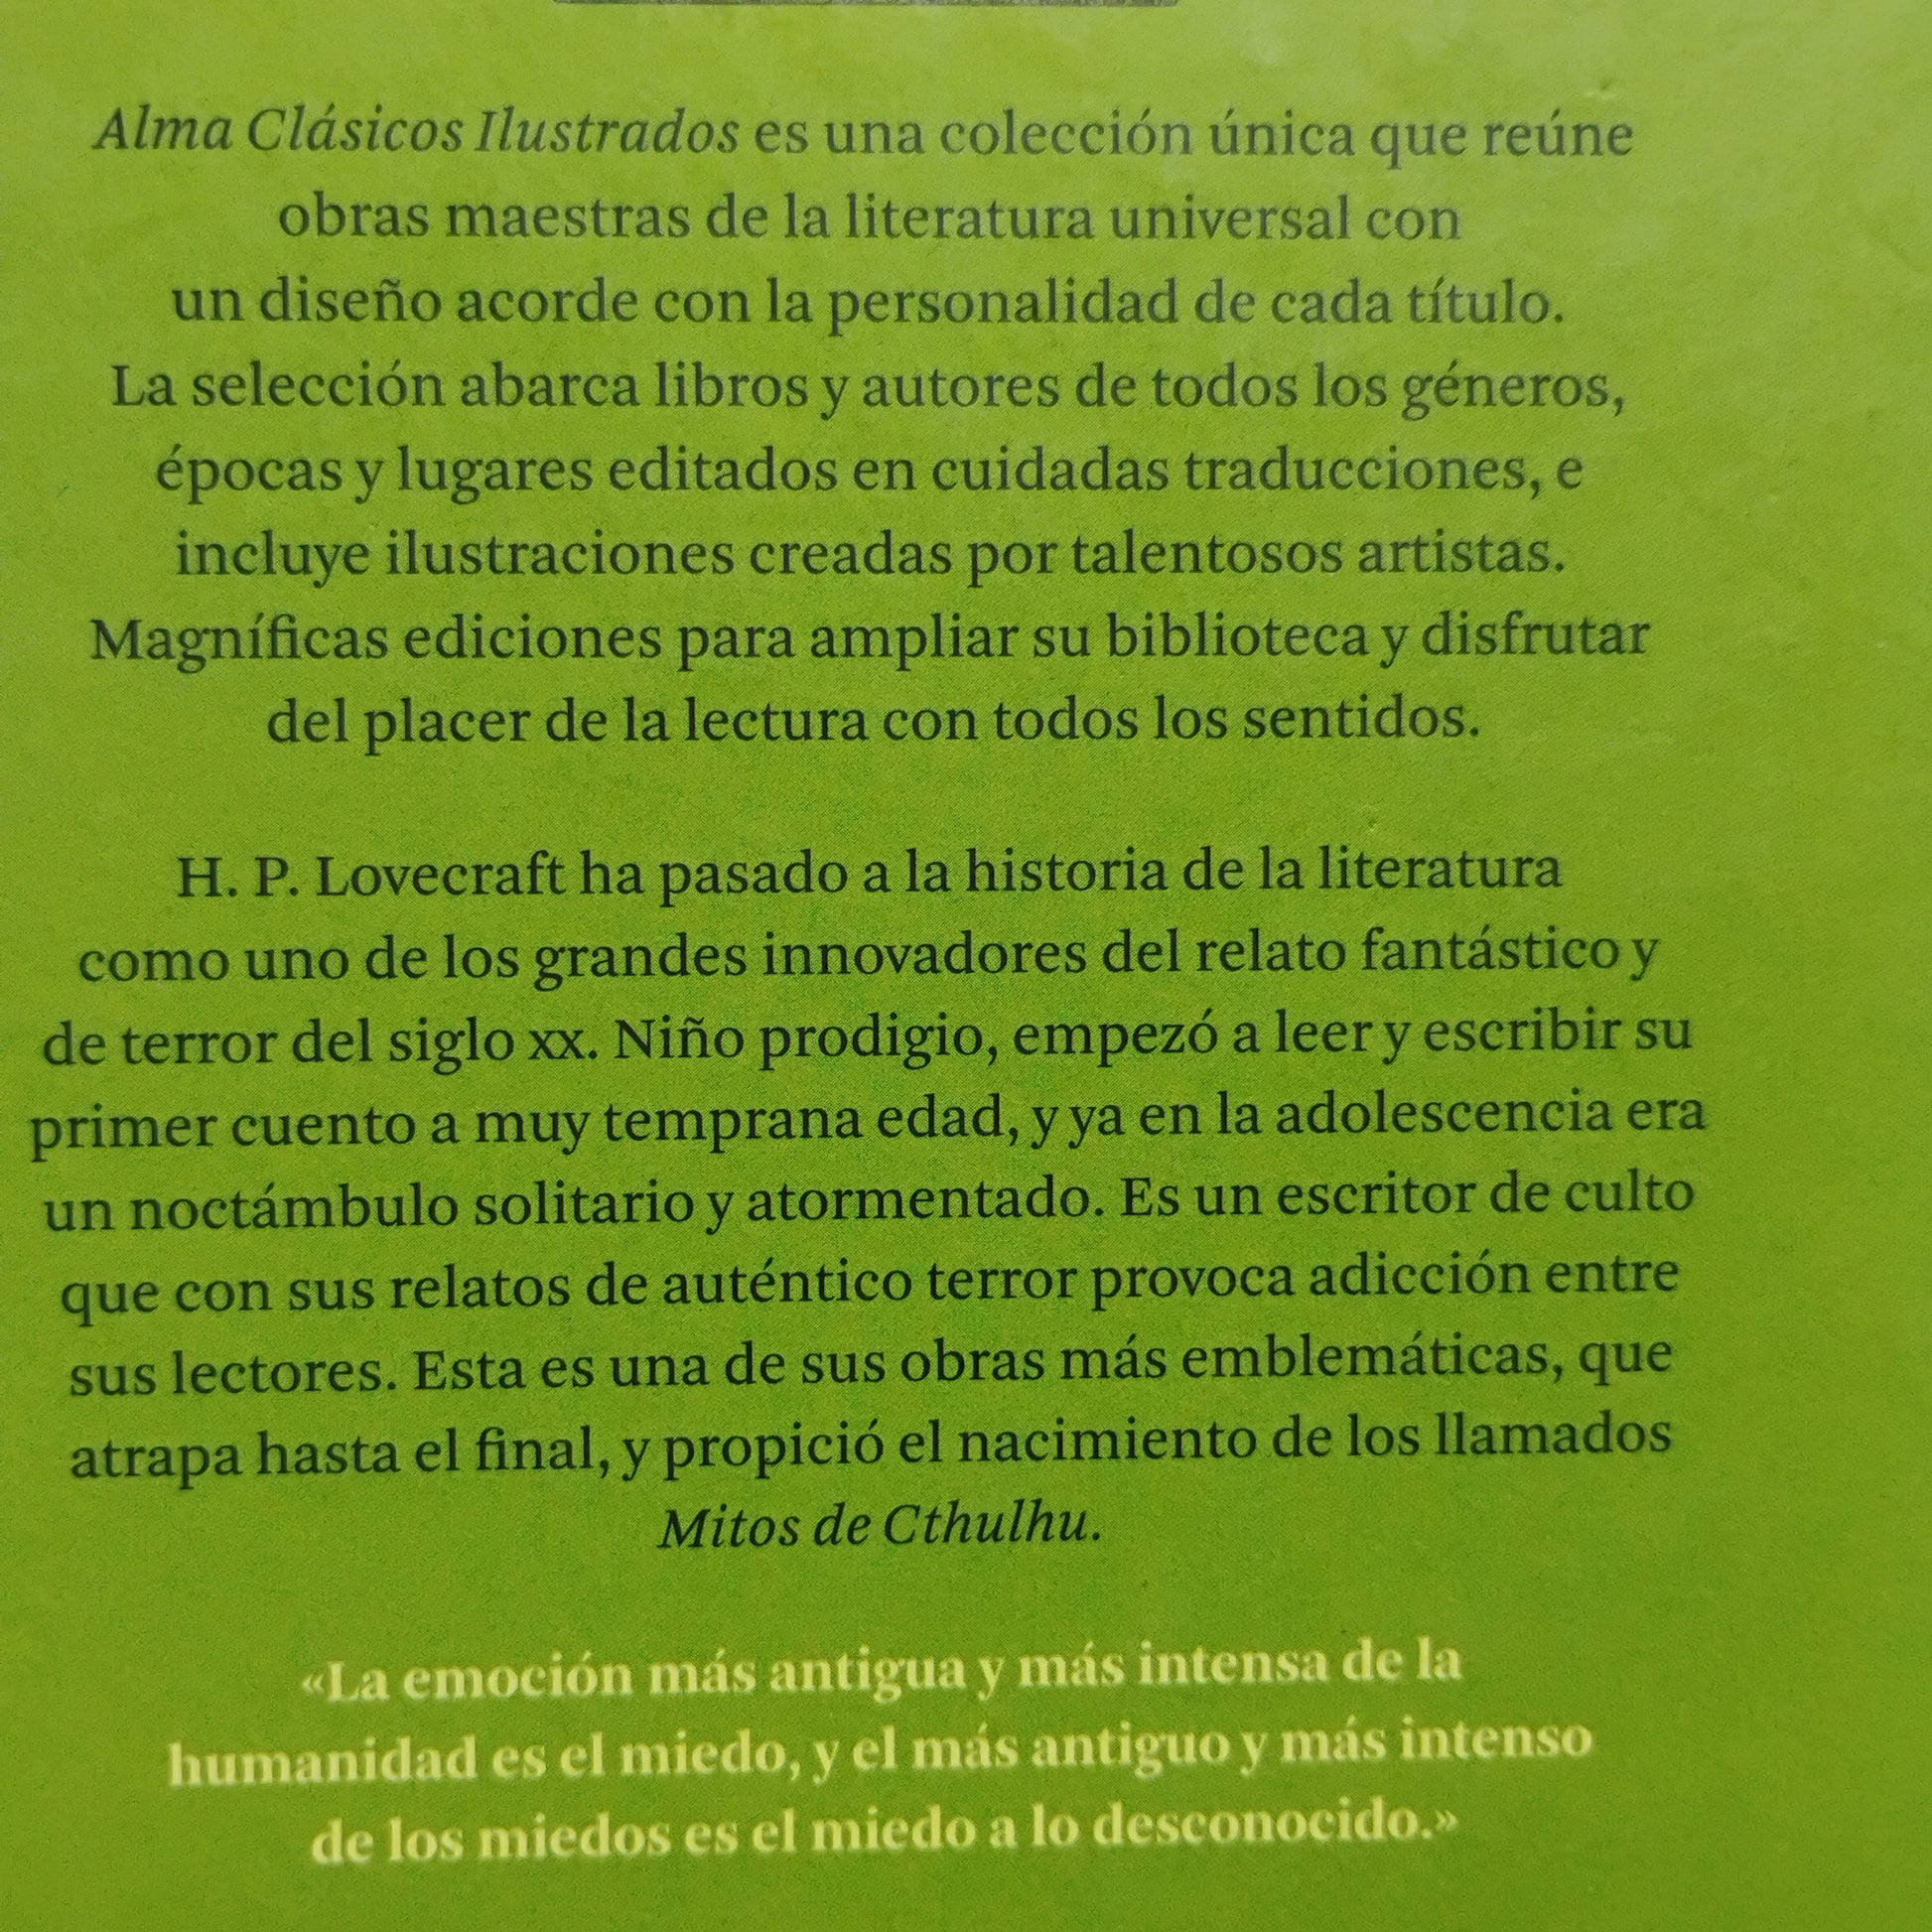 Alma Clásicos Ilustrados es una colección única que reúne
obras maestras de la literatura universal con
un diseño acorde con la personalidad de cada título.
La selección abarca libros y autores de todos los géneros,
épocas y lugares editados en cuidadas traducciones, e
incluye ilustraciones creadas por talentosos artistas.
Magníficas ediciones para ampliar su biblioteca y disfrutar
del placer de la lectura con todos los sentidos.
H. P. Lovecraft ha pasado a la historia de la literatura
como uno de los grandes innovadores del relato fantástico y
de terror del siglo xx. Niño prodigio, empezó a leer y escribir su
primer cuento a muy temprana edad, y ya en la adolescencia era
un noctámbulo solitario y atormentado. Es un escritor de culto
que con sus relatos de auténtico terror provoca adicción entre
sus lectores. Esta es una de sus obras más emblemáticas, que
atrapa hasta el final, y propició el nacimiento de los llamados
Mitos de Cthulhu.
«La emoción más antigua y más intensa de la
humanidad es el miedo, y el más antiguo y más intenso
de los miedos es el miedo a lo desconocido.»